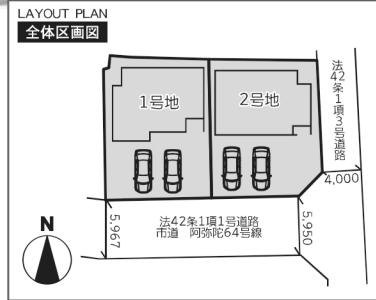 LAYOUT PLAN
全体区画図
1号地
2号地
法42条1項3号道路
4,000
5,967
法42条1項1号道路
市道 阿弥陀64号線
5,950
N